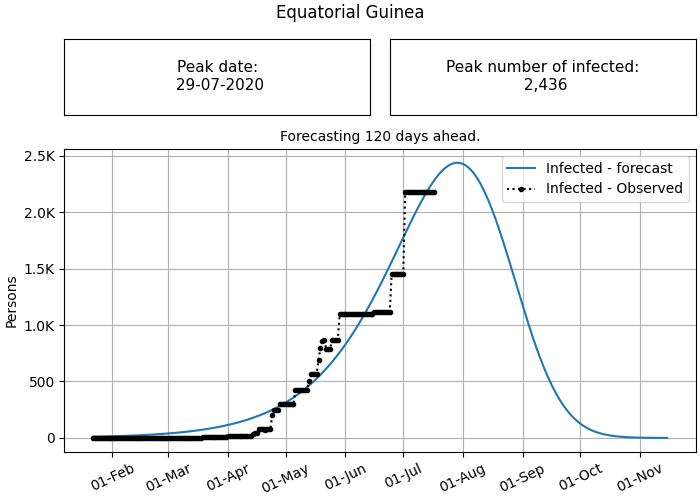 Equatorial Guinea
Peak date:
29-07-2020
Peak number of infected:
2,436
Forecasting 120 days ahead.
2.5K
2.0K
1.5K
1.0K
500
0
Persons
Infected - forecast
Infected - Observed
01-Feb
01-Mar
01-Apr
01-May
01-Jun
01-Jul
01-Aug
01-Sep
01-Oct
01-Nov